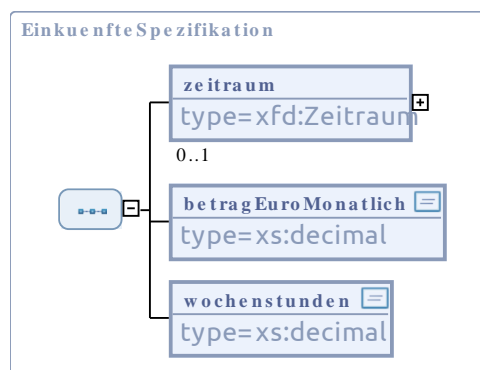 EinkuenfteSpezifikation
zeitraum
type=xfd:Zeitraum
0..1
betragEuroMonatlich
type=xs:decimal
wochenstunden
type=xs:decimal